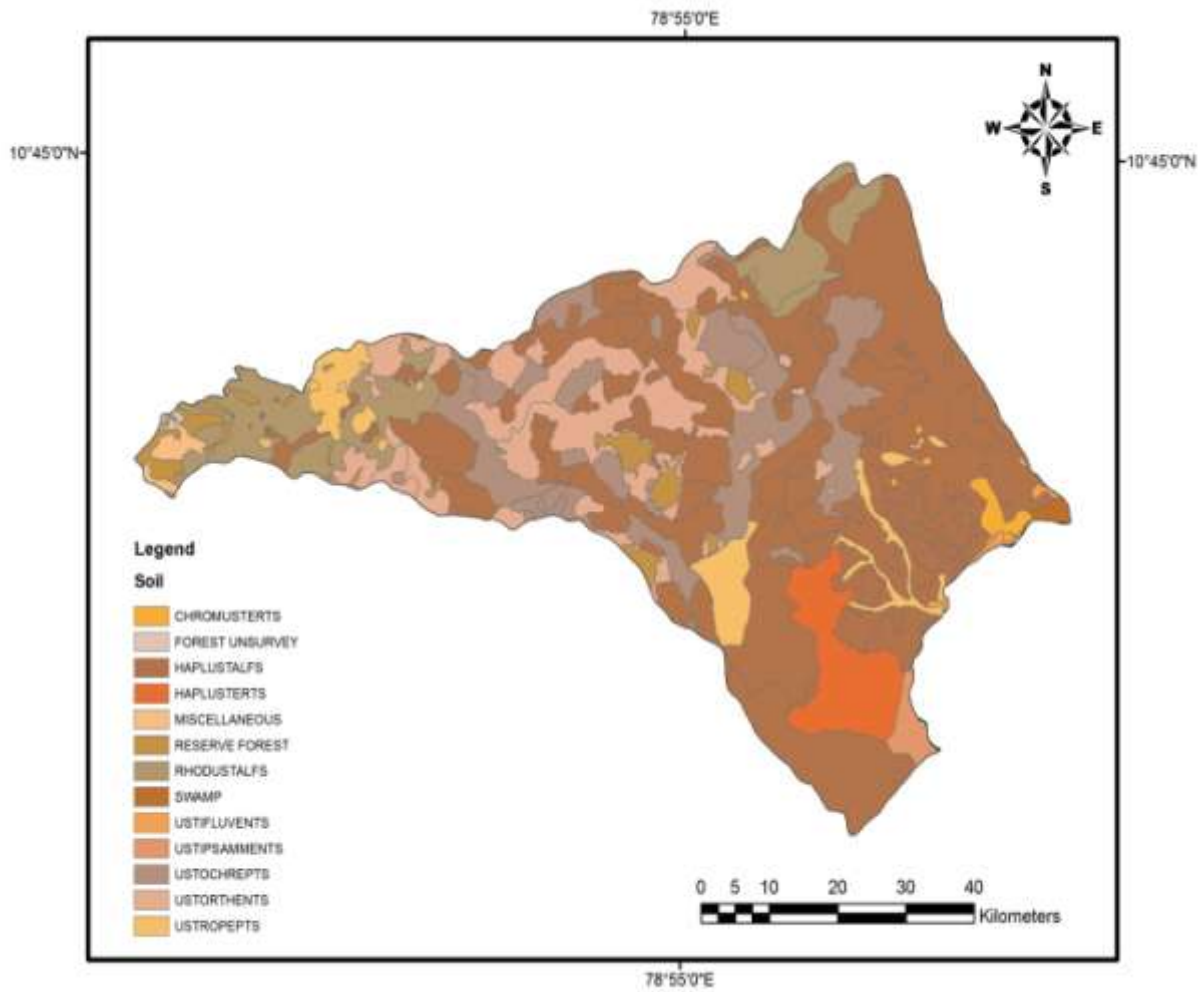 78°55'0"E
N
W E
S
10°45'0"N
10°45'0"N
Legend
Soil
CHROMUSTERTS
FOREST UNSURVEY
HAPLUSTALFS
HAPLUSTERTS
MISCELLANEOUS
RESERVE FOREST
RHODUSTALFS
SWAMP
USTIFLUVENTS
USTIPSAMMENTS
USTOCHREPTS
USTORTHENTS
USTROPEPTS
0 5 10 20 30 40
Kilometers
78°55'0"E